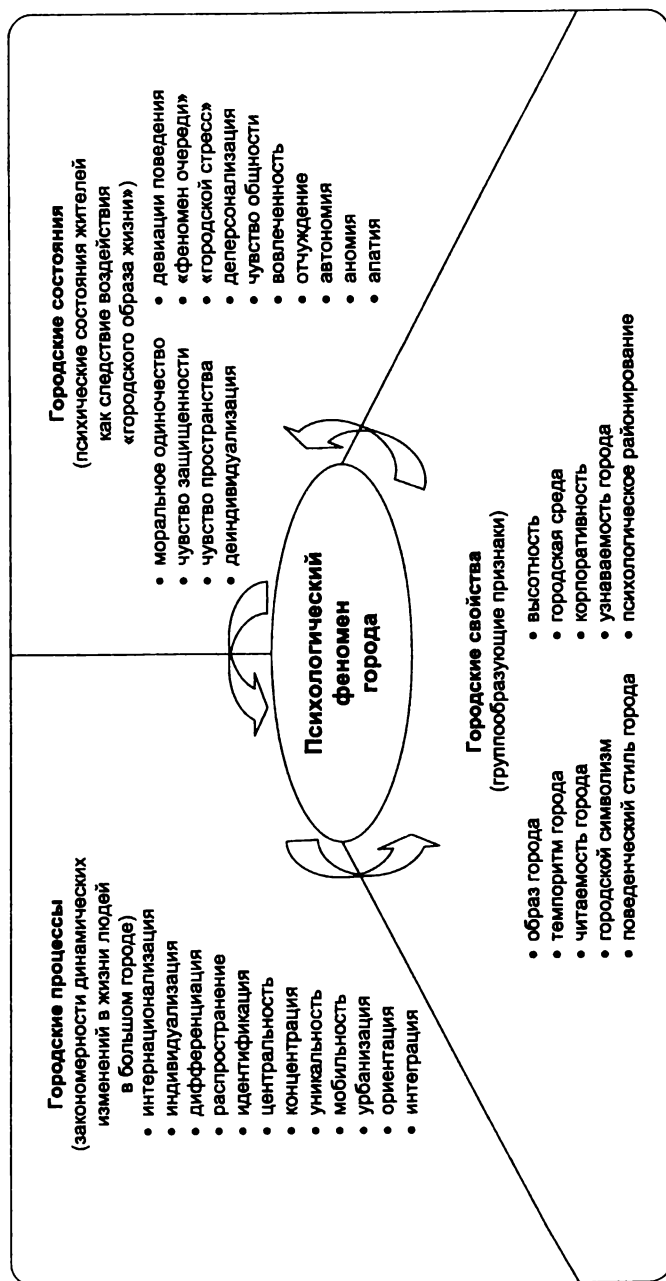 Городские процессы
(закономерности динамических
изменений в жизни людей
в большом городе)
• интернационализация
• индивидуализация
• дифференциация
• распространение
• идентификация
• центральность
• концентрация
• уникальность
• мобильность
• урбанизация
• ориентация
• интеграция
Городские состояния
(психические состояния жителей
как следствие воздействия
«городского образа жизни»)
• моральное одиночество
• чувство защищенности
• чувство пространства
• деиндивидуализация
• девиации поведения
• «феномен очереди»
• «городской стресс»
• деперсонализация
• чувство общности
• вовлеченность
• отчуждение
• автономия
• аномия
• апатия
Психологический
феномен
города
Городские свойства
(группообразующие признаки)
• образ города
• темпоритм города
• читаемость города
• городской символизм
• поведенческий стиль города
• высотность
• городская среда
• корпоративность
• узнаваемость города
• психологическое районирование